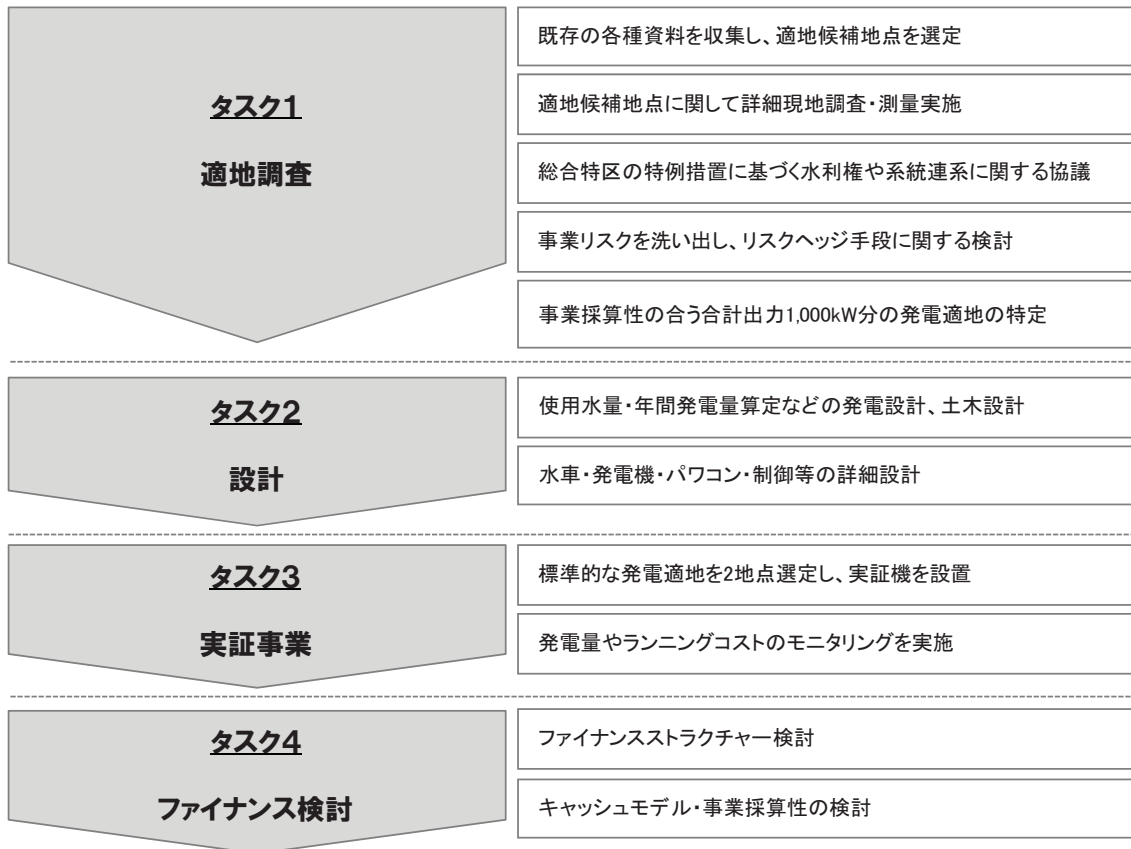 タスク1
適地調査
既存の各種資料を収集し、適地候補地点を選定
適地候補地点に関して詳細現地調査・測量実施
総合特区の特例措置に基づく水利権や系統連系に関する協議
事業リスクを洗い出し、リスクヘッジ手段に関する検討
事業採算性の合う合計出力1,000kW分の発電適地の特定
タスク2
設計
使用水量・年間発電量算定などの発電設計、土木設計
水車・発電機・パワコン・制御等の詳細設計
タスク3
実証事業
標準的な発電適地を2地点選定し、実証機を設置
発電量やランニングコストのモニタリングを実施
タスク4
ファイナンス検討
ファイナンスストラクチャー検討
キャッシュモデル・事業採算性の検討